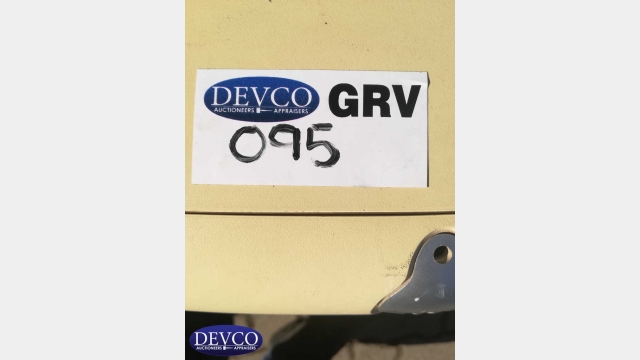 DEVCO GRV
AUCTIONEERS APPRAISERS
095
DEVCO
AUCTIONEERS APPRAISERS